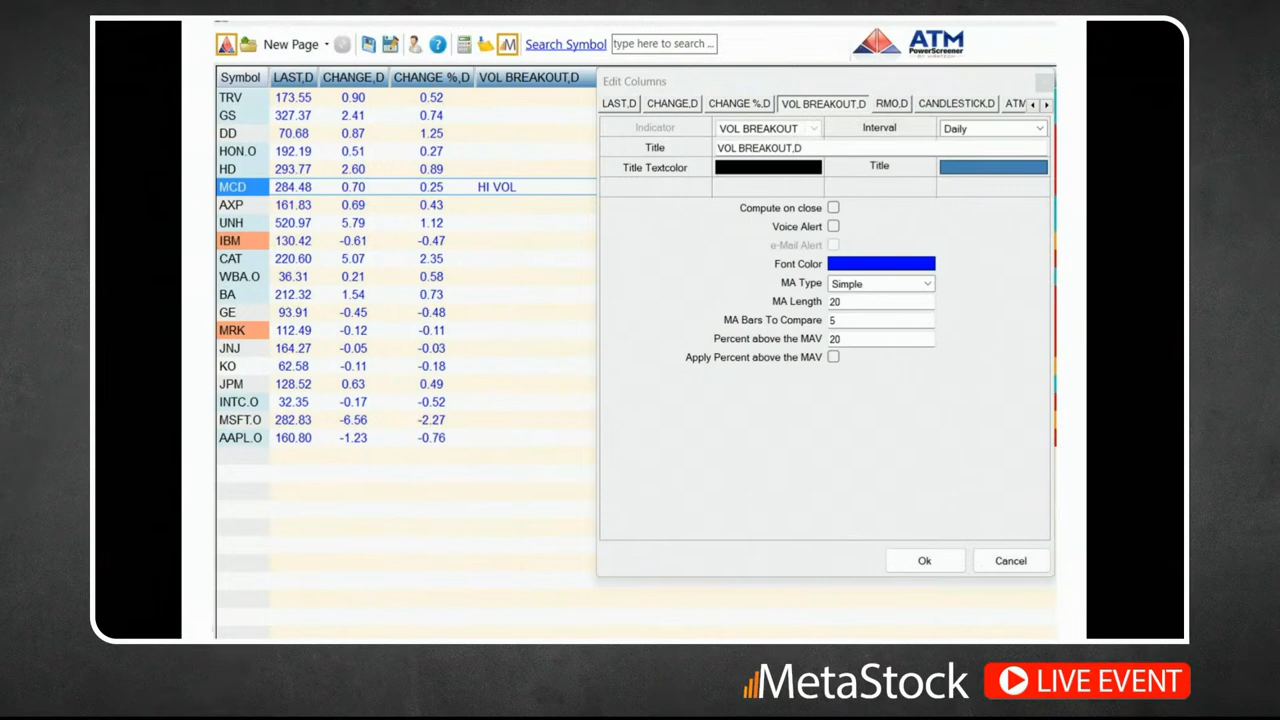 New Page
Search Symbol type here to search ...
ATM
PowerScreener
Symbol LAST,D CHANGE,D CHANGE %,D VOL BREAKOUT,D
TRV 173.55 0.90 0.52
GS 327.37 2.41 0.74
DD 70.68 0.87 1.25
HON.O 192.19 0.51 0.27
HD 293.77 2.60 0.89
MCD 284.48 0.70 0.25 HI VOL
AXP 161.83 0.69 0.43
UNH 520.97 5.79 1.12
IBM 130.42 -0.61 -0.47
CAT 220.60 5.07 2.35
WBA.O 36.31 0.21 0.58
BA 212.32 1.54 0.73
GE 93.91 -0.45 -0.48
MRK 112.49 -0.12 -0.11
JNJ 164.27 -0.05 -0.03
KO 62.58 -0.11 -0.18
JPM 128.52 0.63 0.49
INTC.O 32.35 -0.17 -0.52
MSFT.O 282.83 -6.56 -2.27
AAPL.O 160.80 -1.23 -0.76
Edit Columns
LAST,D CHANGE,D CHANGE %,D VOL BREAKOUT,D RMO,D CANDLESTICK,D ATM
Indicator VOL BREAKOUT Interval Daily
Title VOL BREAKOUT,D
Title Textcolor Title
Compute on close
Voice Alert
e-Mail Alert
Font Color
MA Type Simple
MA Length 20
MA Bars To Compare 5
Percent above the MAV 20
Apply Percent above the MAV
Ok Cancel
MetaStock LIVE EVENT